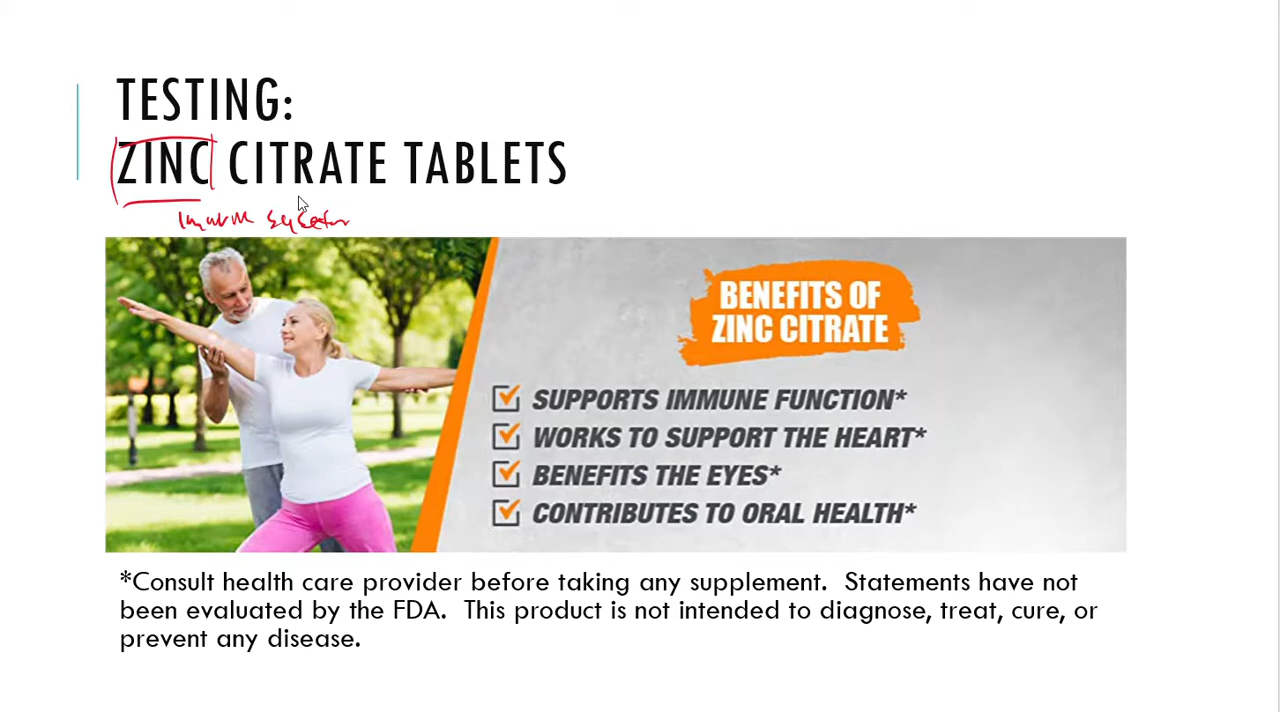 TESTING:
ZINC CITRATE TABLETS
BENEFITS OF
ZINC CITRATE
SUPPORTS IMMUNE FUNCTION*
WORKS TO SUPPORT THE HEART*
BENEFITS THE EYES*
CONTRIBUTES TO ORAL HEALTH*
*Consult health care provider before taking any supplement. Statements have not
been evaluated by the FDA. This product is not intended to diagnose, treat, cure, or
prevent any disease.